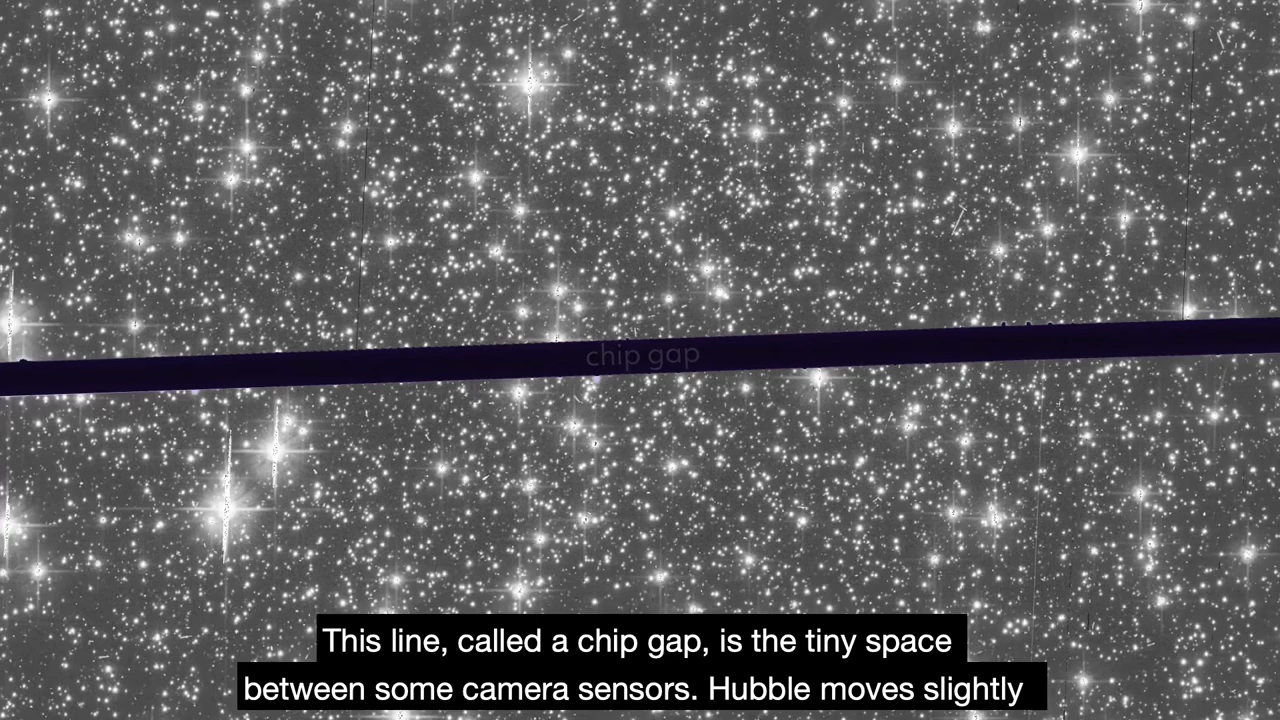 chip gap
This line, called a chip gap, is the tiny space
between some camera sensors. Hubble moves slightly